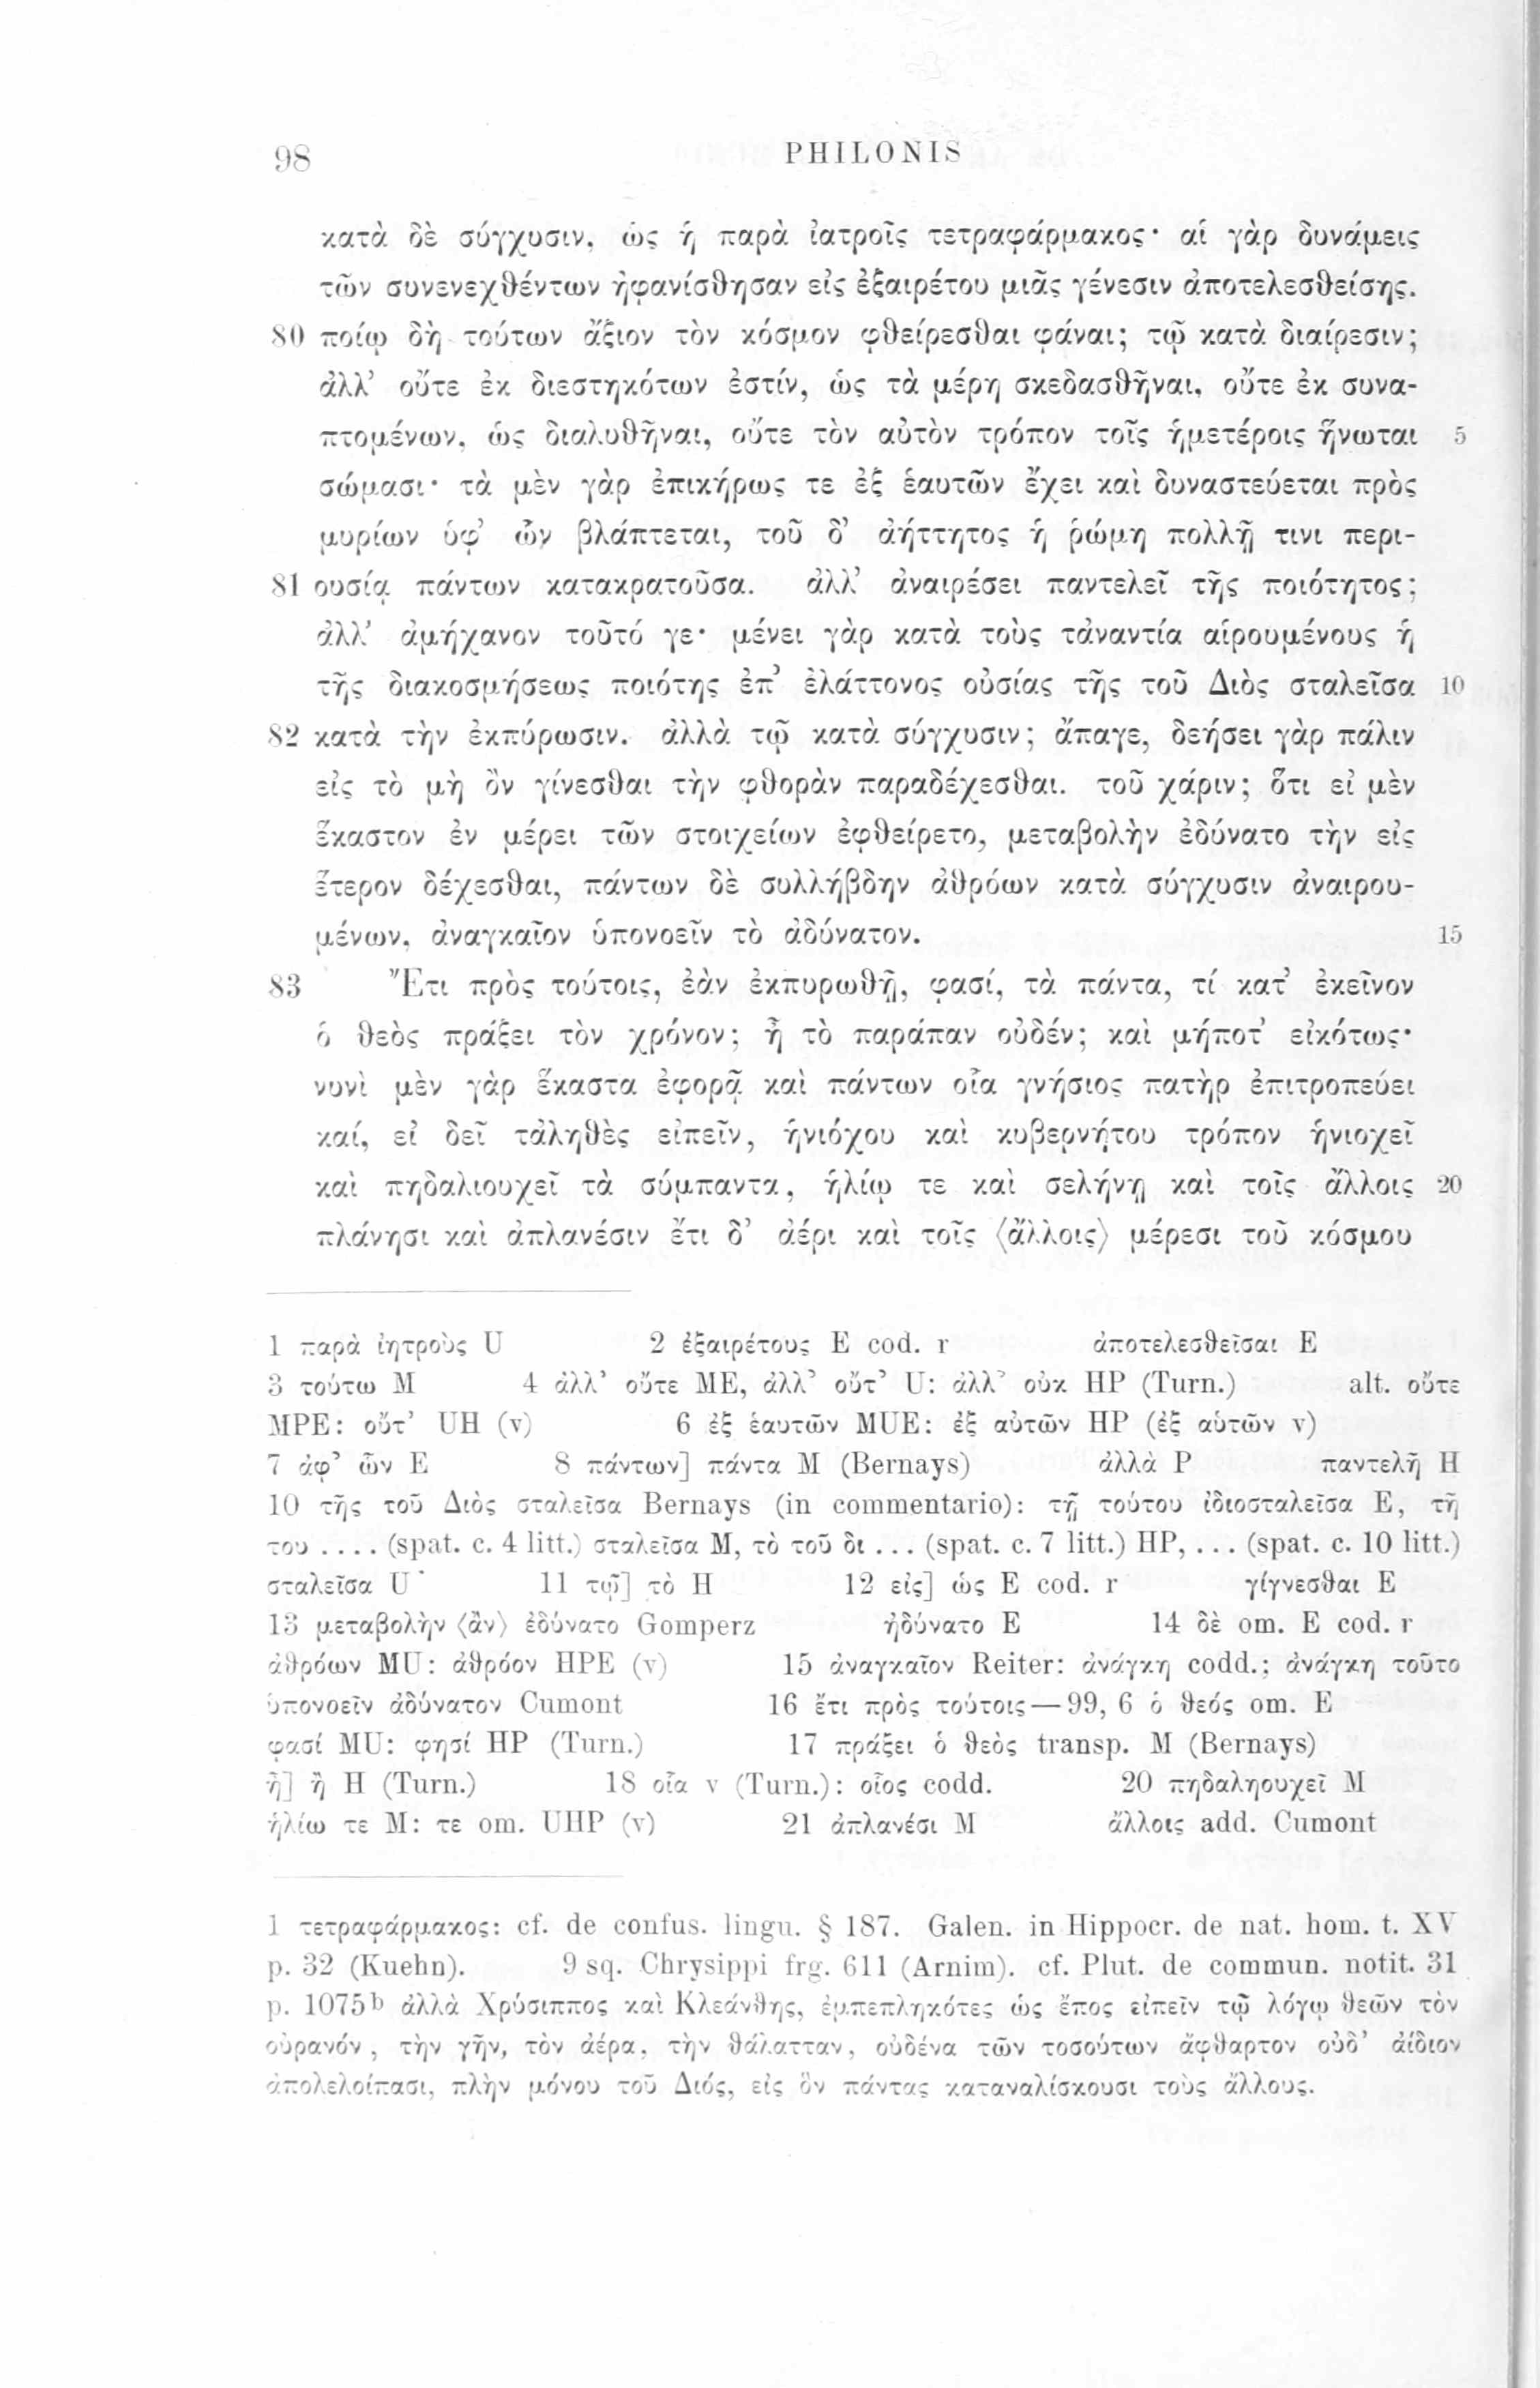 98 PHILONIS
κατὰ δὲ σύγχυσιν, ὡς ἡ παρὰ ἰατροῖς τετραφάρμακος· αἱ γὰρ δυνάμεις
τῶν συνενεχθέντων ἠφανίσθησαν εἰς ἐξαιρέτου μιᾶς γένεσιν ἀποτελεσθείσης.
80 ποίῳ δὴ τούτων ἄξιον τὸν κόσμον φθείρεσθαι φάναι; τῷ κατὰ διαίρεσιν;
ἀλλ’ οὔτε ἐκ διεστηκότων ἐστίν, ὡς τὰ μέρη σκεδασθῆναι, οὔτε ἐκ συνα-
πτομένων, ὡς διαλυθῆναι, οὔτε τὸν αὐτὸν τρόπον τοῖς ἡμετέροις ἥνωται 5
σώμασι· τὰ μὲν γὰρ ἐπικήρως τε ἐξ ἑαυτῶν ἔχει καὶ δυναστεύεται πρὸς
μυρίων ὑφ’ ὧν βλάπτεται, τοῦ δ’ ἀήττητος ἡ ῥώμη πολλῇ τινι περι-
81 ουσίᾳ πάντων κατακρατοῦσα. ἀλλ’ ἀναιρέσει παντελεῖ τῆς ποιότητος;
ἀλλ’ ἀμήχανον τοῦτό γε· μένει γὰρ κατὰ τοὺς τἀναντία αἱρουμένους ἡ
τῆς διακοσμήσεως ποιότης ἐπ’ ἐλάττονος οὐσίας τῆς τοῦ Διὸς σταλεῖσα 10
82 κατὰ τὴν ἐκπύρωσιν. ἀλλὰ τῷ κατὰ σύγχυσιν; ἄπαγε, δεήσει γὰρ πάλιν
εἰς τὸ μὴ ὂν γίνεσθαι τὴν φθορὰν παραδέχεσθαι. τοῦ χάριν; ὅτι εἰ μὲν
ἕκαστον ἐν μέρει τῶν στοιχείων ἐφθείρετο, μεταβολὴν ἐδύνατο τὴν εἰς
ἕτερον δέχεσθαι, πάντων δὲ συλλήβδην ἀθρόων κατὰ σύγχυσιν ἀναιρου-
μένων, ἀναγκαῖον ὑπονοεῖν τὸ ἀδύνατον. 15
83 Ἔτι πρὸς τούτοις, ἐὰν ἐκπυρωθῇ, φασί, τὰ πάντα, τί κατ’ ἐκεῖνον
ὁ θεὸς πράξει τὸν χρόνον; ἦ τὸ παράπαν οὐδέν; καὶ μήποτ’ εἰκότως·
νυνὶ μὲν γὰρ ἕκαστα ἐφορᾷ καὶ πάντων οἷα γνήσιος πατὴρ ἐπιτροπεύει
καί, εἰ δεῖ τἀληθὲς εἰπεῖν, ἡνιόχου καὶ κυβερνήτου τρόπον ἡνιοχεῖ
καὶ πηδαλιουχεῖ τὰ σύμπαντα, ἡλίῳ τε καὶ σελήνῃ καὶ τοῖς ἄλλοις 20
πλάνησι καὶ ἀπλανέσιν ἔτι δ’ ἀέρι καὶ τοῖς ⟨ἄλλοις⟩ μέρεσι τοῦ κόσμου
1 παρὰ ἰητροὺς U 2 ἐξαιρέτους E cod. r ἀποτελεσθεῖσαι E
3 τούτω M 4 ἀλλ’ οὔτε ME, ἀλλ’ οὔτ’ U: ἀλλ’ οὐκ HP (Turn.) alt. οὔτε
MPE: οὔτ’ UH (v) 6 ἐξ ἑαυτῶν MUE: ἐξ αὐτῶν HP (ἐξ αὑτῶν v)
7 ἀφ’ ὧν E 8 πάντων] πάντα M (Bernays) ἀλλὰ P παντελῆ H
10 τῆς τοῦ Διὸς σταλεῖσα Bernays (in commentario): τῇ τούτου ἰδιοσταλεῖσα E, τῇ
του .... (spat. c. 4 litt.) σταλεῖσα M, τὸ τοῦ δι ... (spat. c. 7 litt.) HP, ... (spat. c. 10 litt.)
σταλεῖσα U 11 τῷ] τὸ H 12 εἰς] ὡς E cod. r γίγνεσθαι E
13 μεταβολὴν ⟨ἂν⟩ ἐδύνατο Gomperz ἠδύνατο E 14 δὲ om. E cod. r
ἀθρόων MU: ἀθρόον HPE (v) 15 ἀναγκαῖον Reiter: ἀνάγκη codd.; ἀνάγκη τοῦτο
ὑπονοεῖν ἀδύνατον Cumont 16 ἔτι πρὸς τούτοις—99, 6 ὁ θεός om. E
φασί MU: φησί HP (Turn.) 17 πράξει ὁ θεὸς transp. M (Bernays)
ἦ] ἢ H (Turn.) 18 οἷα v (Turn.): οἷος codd. 20 πηδαληουχεῖ M
ἡλίω τε M: τε om. UHP (v) 21 ἀπλανέσι M ἄλλοις add. Cumont
1 τετραφάρμακος: cf. de confus. lingu. § 187. Galen. in Hippocr. de nat. hom. t. XV
p. 32 (Kuehn). 9 sq. Chrysippi frg. 611 (Arnim). cf. Plut. de commun. notit. 31
p. 1075ᵇ ἀλλὰ Χρύσιππος καὶ Κλεάνθης, ἐμπεπληκότες ὡς ἔπος εἰπεῖν τῷ λόγῳ θεῶν τὸν
οὐρανόν, τὴν γῆν, τὸν ἀέρα, τὴν θάλατταν, οὐδένα τῶν τοσούτων ἄφθαρτον οὐδ’ ἀίδιον
ἀπολελοίπασι, πλὴν μόνου τοῦ Διός, εἰς ὃν πάντας καταναλίσκουσι τοὺς ἄλλους.